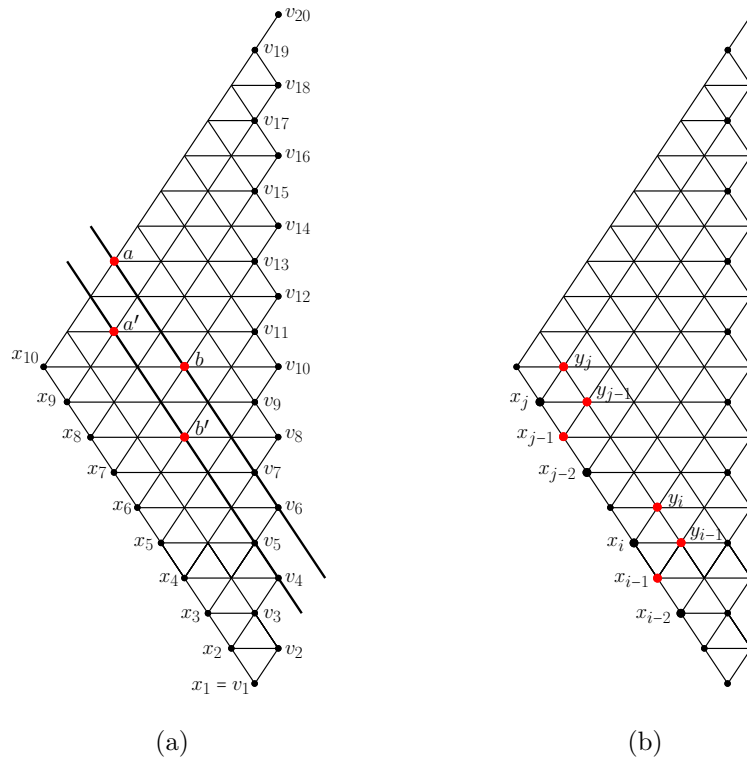 v20
v19
v18
v17
v16
v15
v14
a v13
v12
a′ v11
x10 b v10 yj
x9 v9 xj yj−1
x8 b′ v8 xj−1
x7 v7 xj−2
x6 v6 yi
x5 v5 xi yi−1
x4 v4 xi−1
x3 v3 xi−2
x2 v2
x1 = v1
(a) (b)